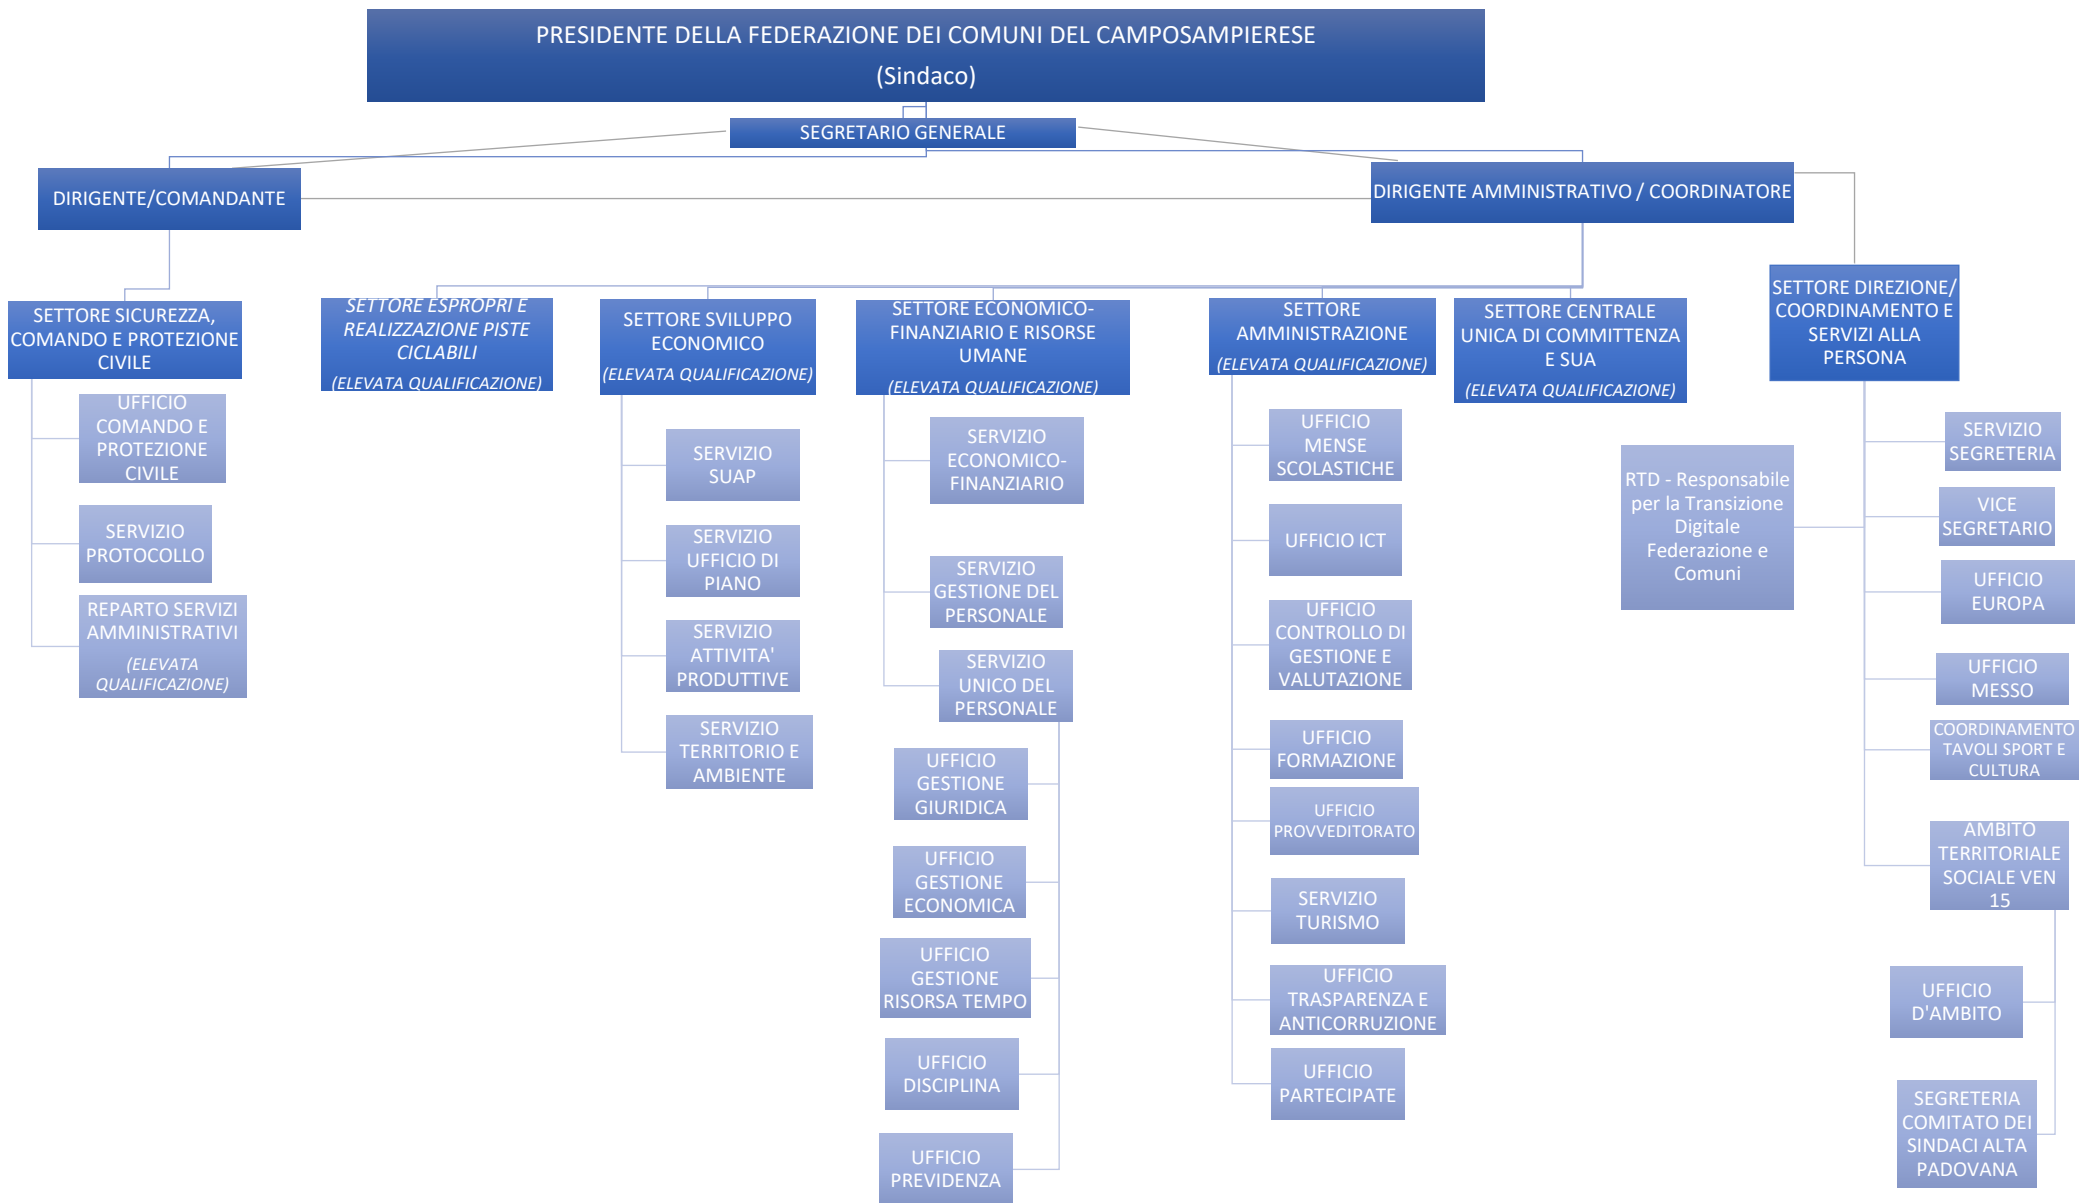 PRESIDENTE DELLA FEDERAZIONE DEI COMUNI DEL CAMPOSAMPIERESE
(Sindaco)
SEGRETARIO GENERALE
DIRIGENTE/COMANDANTE
DIRIGENTE AMMINISTRATIVO / COORDINATORE
SETTORE SICUREZZA,
COMANDO E PROTEZIONE
CIVILE
UFFICIO
COMANDO E
PROTEZIONE
CIVILE
SERVIZIO
PROTOCOLLO
REPARTO SERVIZI
AMMINISTRATIVI
(ELEVATA
QUALIFICAZIONE)
SETTORE ESPROPRI E
REALIZZAZIONE PISTE
CICLABILI
(ELEVATA QUALIFICAZIONE)
SETTORE SVILUPPO
ECONOMICO
(ELEVATA QUALIFICAZIONE)
SERVIZIO
SUAP
SERVIZIO
UFFICIO DI
PIANO
SERVIZIO
ATTIVITA'
PRODUTTIVE
SERVIZIO
TERRITORIO E
AMBIENTE
SETTORE ECONOMICO-
FINANZIARIO E RISORSE
UMANE
(ELEVATA QUALIFICAZIONE)
SERVIZIO
ECONOMICO-
FINANZIARIO
SERVIZIO
GESTIONE DEL
PERSONALE
SERVIZIO
UNICO DEL
PERSONALE
UFFICIO
GESTIONE
GIURIDICA
UFFICIO
GESTIONE
ECONOMICA
UFFICIO
GESTIONE
RISORSA TEMPO
UFFICIO
DISCIPLINA
UFFICIO
PREVIDENZA
SETTORE
AMMINISTRAZIONE
(ELEVATA QUALIFICAZIONE)
UFFICIO
MENSE
SCOLASTICHE
UFFICIO ICT
UFFICIO
CONTROLLO DI
GESTIONE E
VALUTAZIONE
UFFICIO
FORMAZIONE
UFFICIO
PROVVEDITORATO
SERVIZIO
TURISMO
UFFICIO
TRASPARENZA E
ANTICORRUZIONE
UFFICIO
PARTECIPATE
SETTORE CENTRALE
UNICA DI COMMITTENZA
E SUA
(ELEVATA QUALIFICAZIONE)
SETTORE DIREZIONE/
COORDINAMENTO E
SERVIZI ALLA
PERSONA
RTD - Responsabile
per la Transizione
Digitale
Federazione e
Comuni
SERVIZIO
SEGRETERIA
VICE
SEGRETARIO
UFFICIO
EUROPA
UFFICIO
MESSO
COORDINAMENTO
TAVOLI SPORT E
CULTURA
AMBITO
TERRITORIALE
SOCIALE VEN
15
UFFICIO
D'AMBITO
SEGRETERIA
COMITATO DEI
SINDACI ALTA
PADOVANA